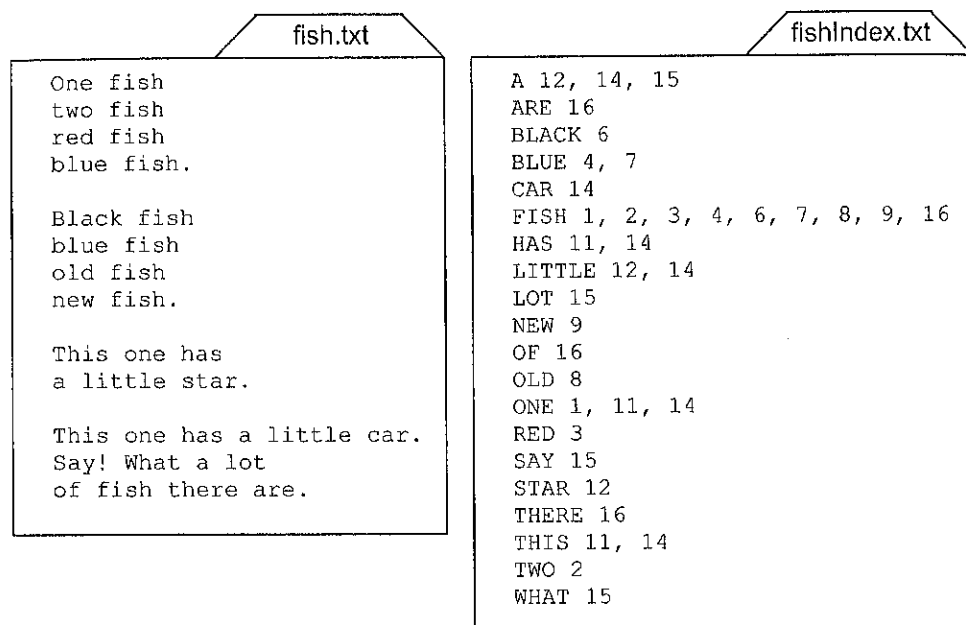 fish.txt
One fish
two fish
red fish
blue fish.
Black fish
blue fish
old fish
new fish.
This one has
a little star.
This one has a little car.
Say! What a lot
of fish there are.
fishIndex.txt
A 12, 14, 15
ARE 16
BLACK 6
BLUE 4, 7
CAR 14
FISH 1, 2, 3, 4, 6, 7, 8, 9, 16
HAS 11, 14
LITTLE 12, 14
LOT 15
NEW 9
OF 16
OLD 8
ONE 1, 11, 14
RED 3
SAY 15
STAR 12
THERE 16
THIS 11, 14
TWO 2
WHAT 15